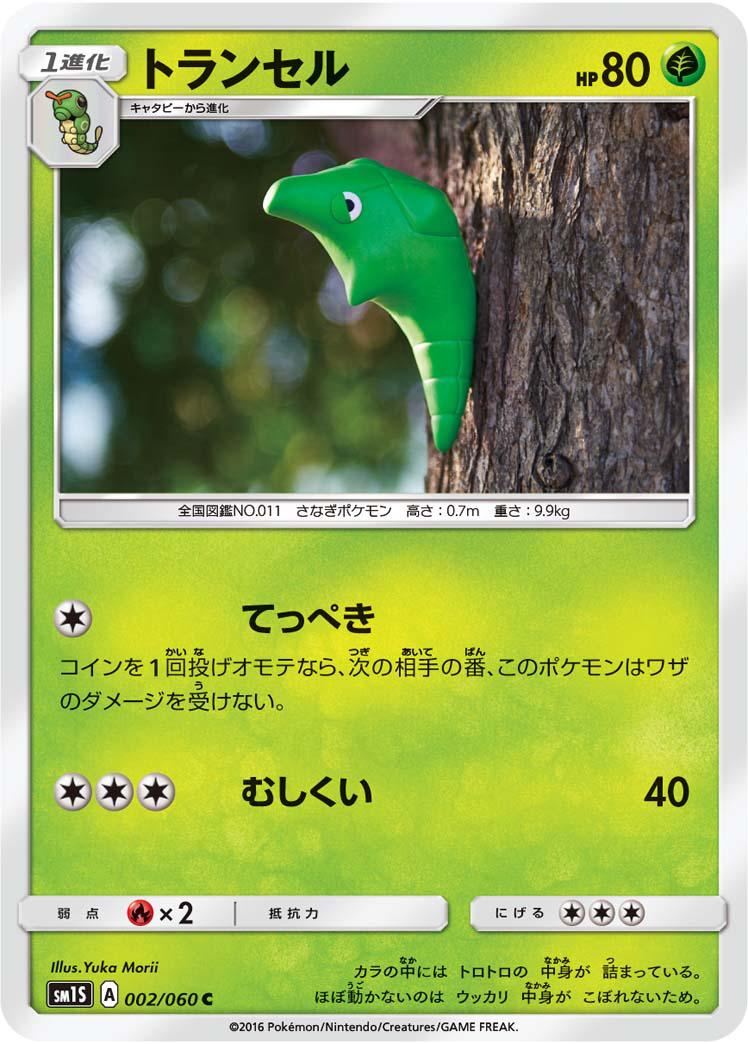 1進化
トランセル
HP80
キャタピーから進化
全国図鑑NO.011 さなぎポケモン 高さ：0.7m 重さ：9.9kg
てっぺき
コインを1回投げオモテなら、次の相手の番、このポケモンはワザ
のダメージを受けない。
むしくい 40
弱点 ×2 抵抗力 にげる
Illus.Yuka Morii
カラの中には トロトロの 中身が 詰まっている。
ほぼ動かないのは ウッカリ 中身が こぼれないため。
SM1S A 002/060 C
©2016 Pokémon/Nintendo/Creatures/GAME FREAK.